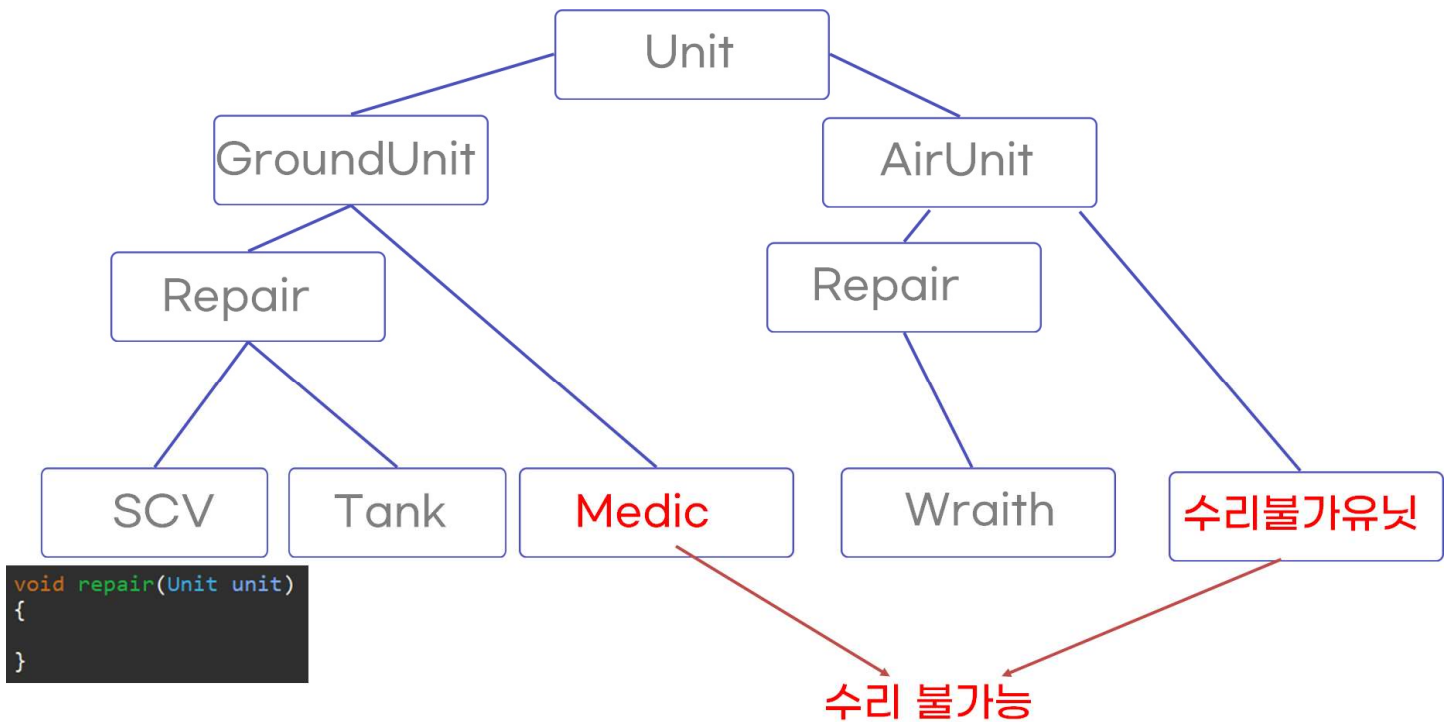 Unit
GroundUnit
AirUnit
Repair
Repair
SCV
Tank
Medic
Wraith
수리불가유닛
void repair(Unit unit)
{
}
수리 불가능